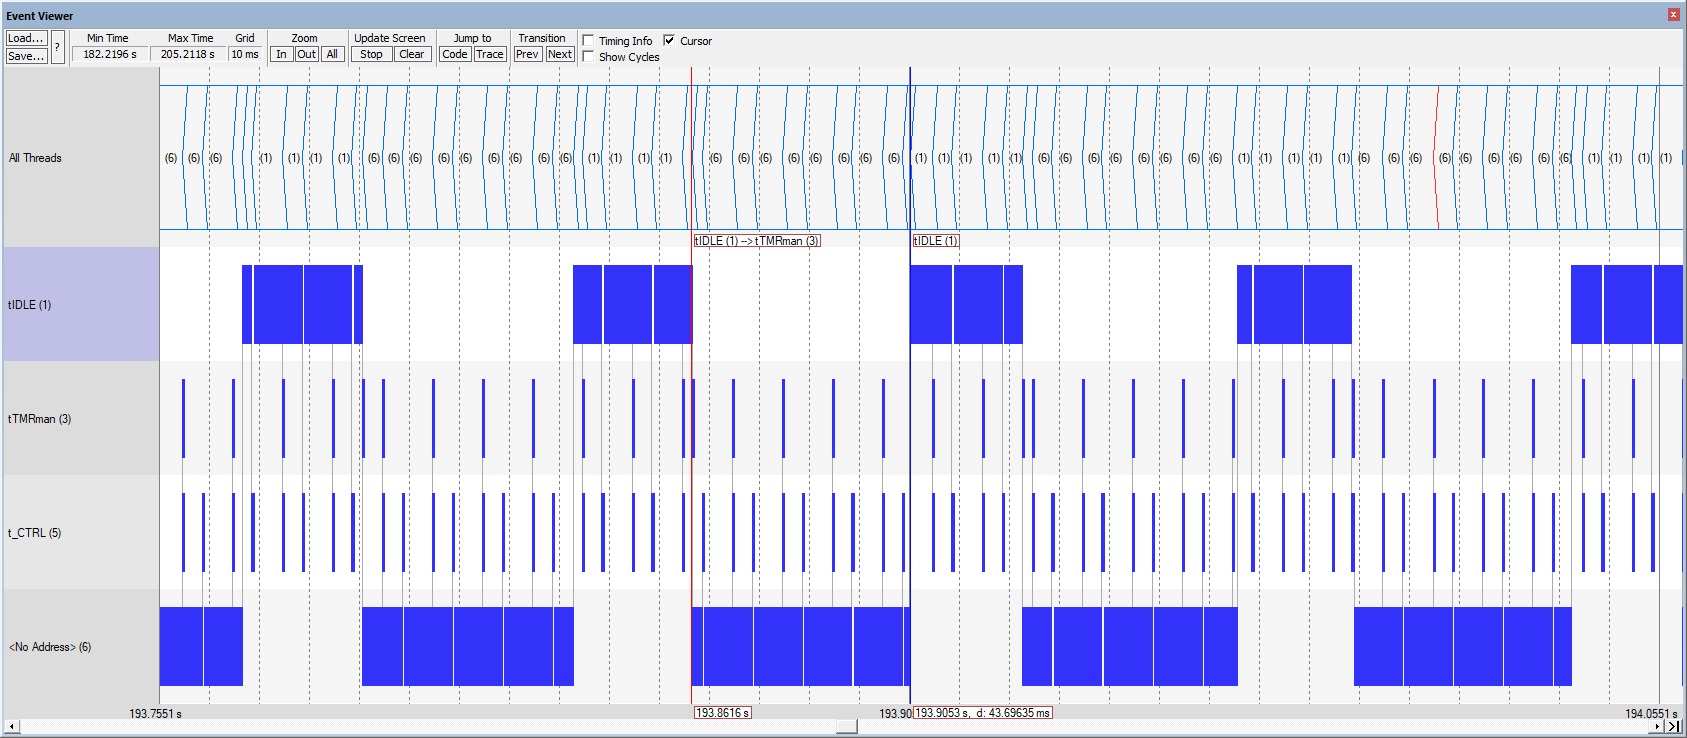 Event Viewer
Load... Min Time Max Time Grid Zoom Update Screen Jump to Transition Timing Info Cursor
Save... ? 182.2196 s 205.2118 s 10 ms In Out All Stop Clear Code Trace Prev Next Show Cycles
All Threads (6) (6) (6) (1) (1) (1) (1) (6) (6) (6) (6) (6) (6) (6) (6) (6) (1) (1) (1) (1) (6) (6) (6) (6) (6) (6) (6) (1) (1) (1) (1) (1) (6) (6) (6) (6) (6) (6) (6) (1) (1) (1) (1) (1) (6) (6) (6) (6) (6) (6) (6) (6) (6) (1) (1) (1) (1)
tIDLE (1) --> tTMRman (3) tIDLE (1)
tIDLE (1)
tTMRman (3)
t_CTRL (5)
<No Address> (6)
193.7551 s 193.8616 s 193.90 193.9053 s, d: 43.69635 ms 194.0551 s